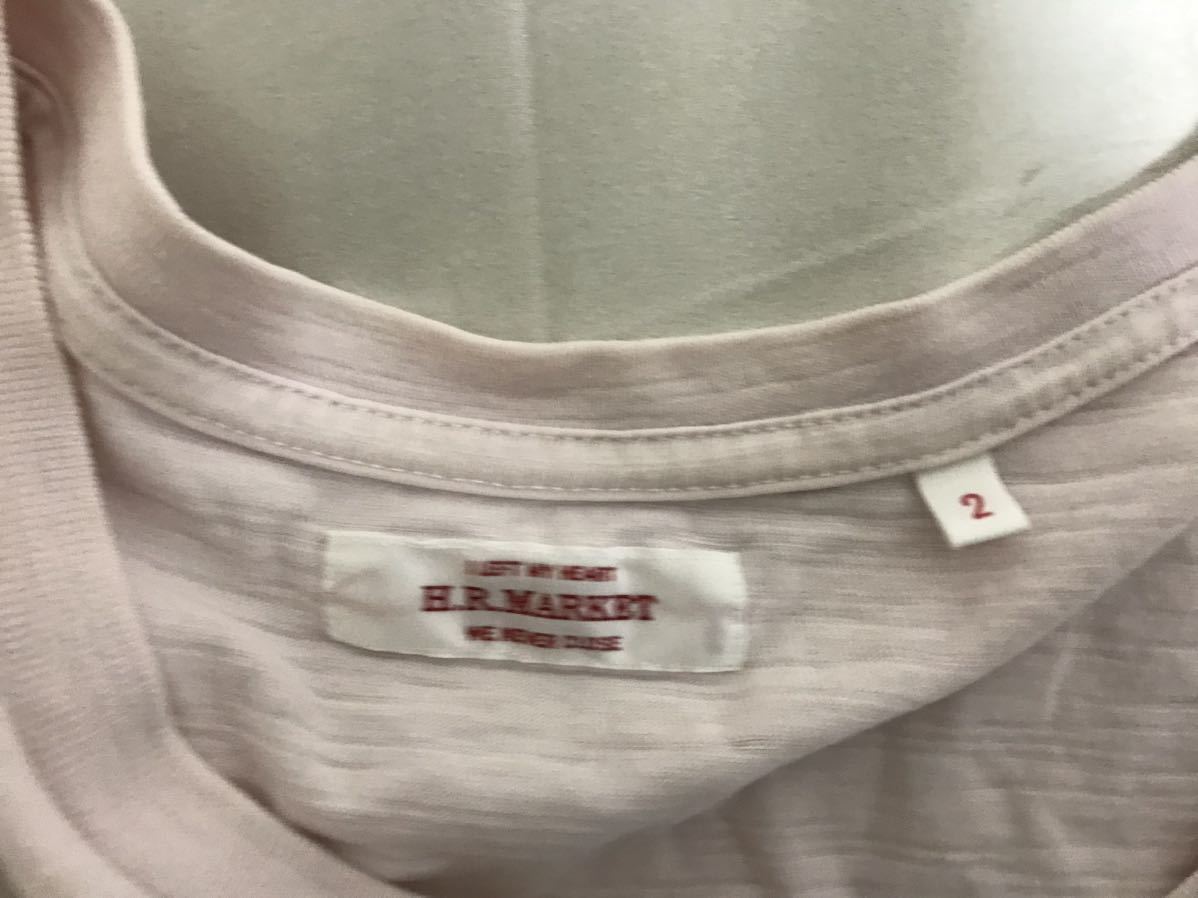 I LEFT MY HEART
H.R.MARKET
WE NEVER CLOSE
2